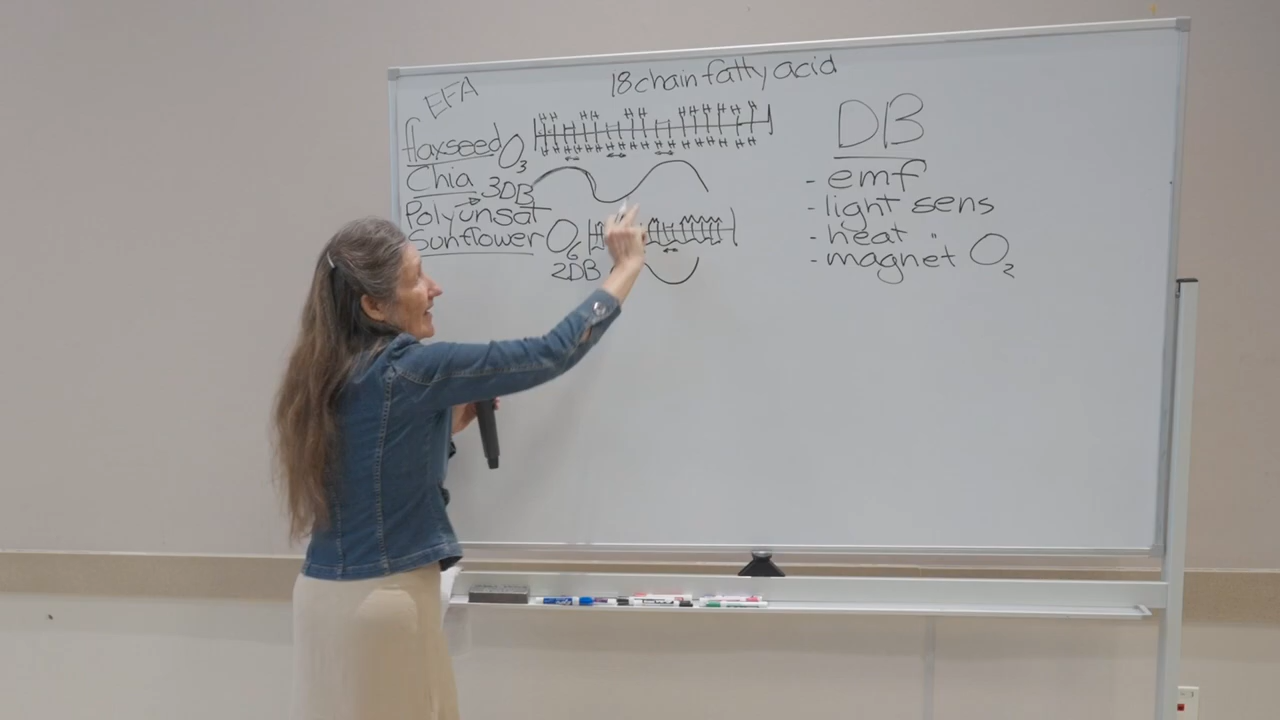 18 chain fatty acid
EFA
flaxseed O3
Chia 3DB
Polyunsat
Sunflower O6
2DB
DB
- emf
- light sens
- heat "
- magnet O2